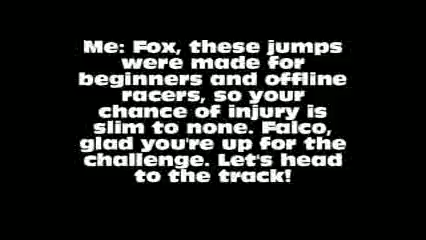 Me: Fox, these jumps
were made for
beginners and offline
racers, so your
chance of injury is
slim to none. Falco,
glad you're up for the
challenge. Let's head
to the track!